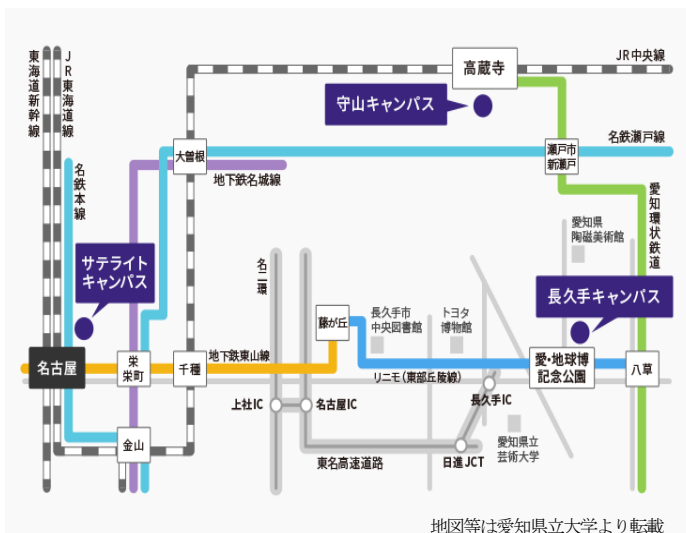 東海道新幹線
JR東海道線
JR中央線
高蔵寺
守山キャンパス
名鉄瀬戸線
大曽根
瀬戸市
新瀬戸
地下鉄名城線
名鉄本線
愛知環状鉄道
愛知県
陶磁美術館
サテライト
キャンパス
名二環
長久手キャンパス
藤が丘
長久手市
中央図書館
トヨタ
博物館
名古屋
栄
栄町
千種
地下鉄東山線
愛・地球博
記念公園
八草
リニモ（東部丘陵線）
上社IC
名古屋IC
長久手IC
金山
愛知県立
芸術大学
東名高速道路
日進JCT
地図等は愛知県立大学より転載